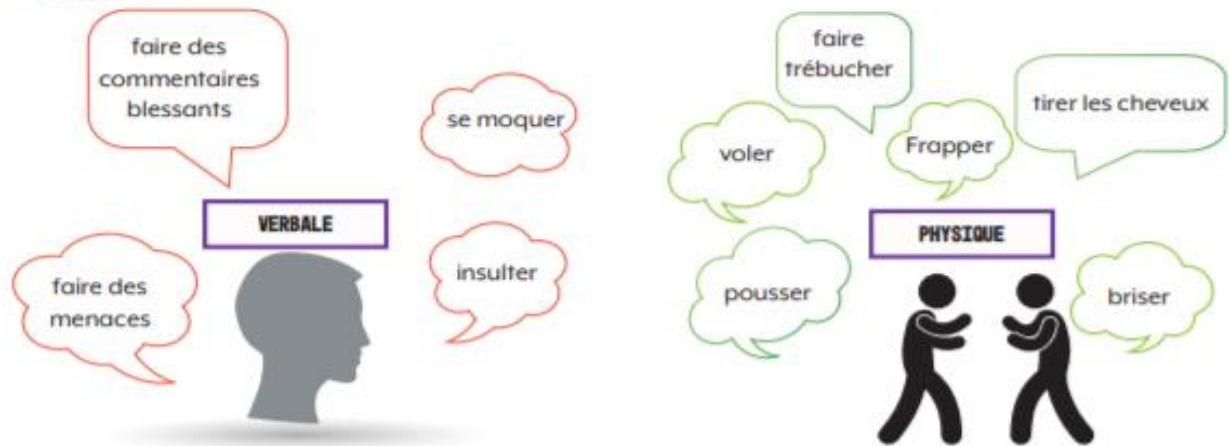 faire des
commentaires
blessants
se moquer
VERBALE
faire des
menaces
insulter
faire
trébucher
tirer les cheveux
voler
Frapper
PHYSIQUE
pousser
briser